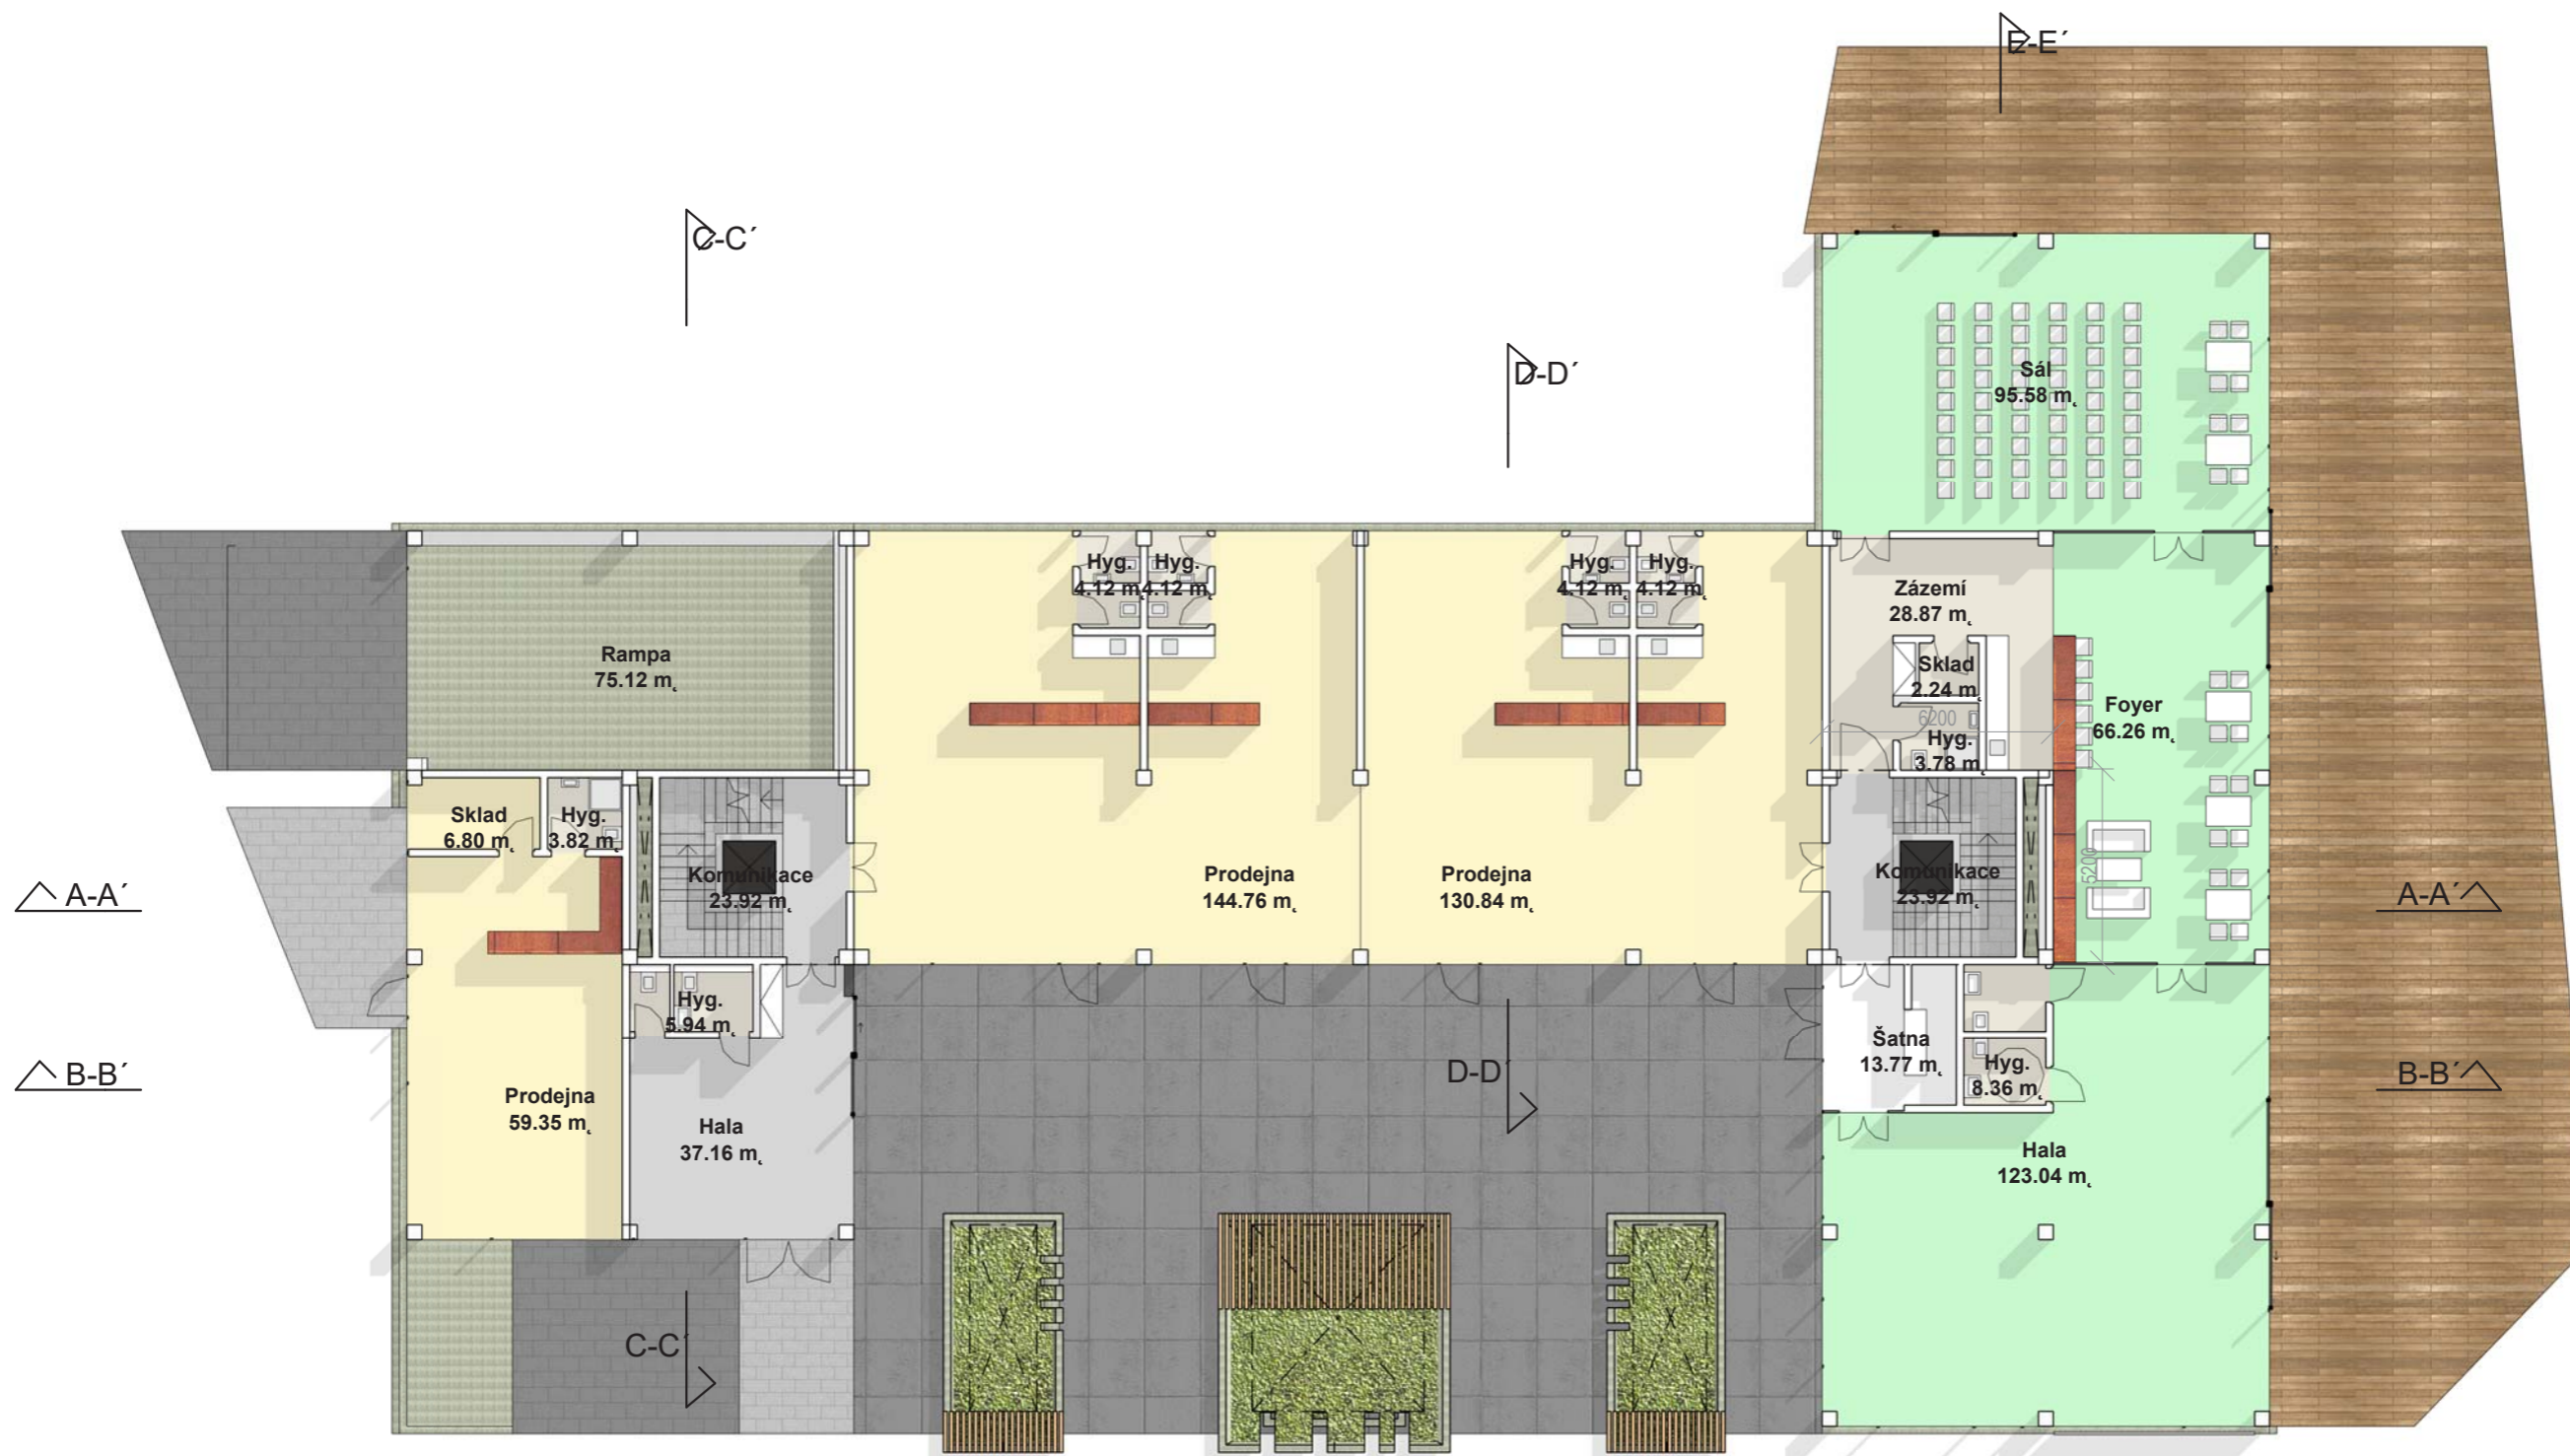 E-E´
C-C´
D-D´
Sál
95.58 m˛
Hyg.
4.12 m˛
Hyg.
4.12 m˛
Hyg.
4.12 m˛
Hyg.
4.12 m˛
Zázemí
28.87 m˛
Rampa
75.12 m˛
Sklad
2.24 m˛
6200
Foyer
66.26 m˛
Hyg.
3.78 m˛
Sklad
6.80 m˛
Hyg.
3.82 m˛
Komunikace
23.92 m˛
Prodejna
144.76 m˛
Prodejna
130.84 m˛
Komunikace
23.92 m˛
5200
A-A´
A-A´
Hyg.
5.94 m˛
Šatna
13.77 m˛
Hyg.
8.36 m˛
B-B´
D-D´
B-B´
Prodejna
59.35 m˛
Hala
37.16 m˛
Hala
123.04 m˛
C-C´